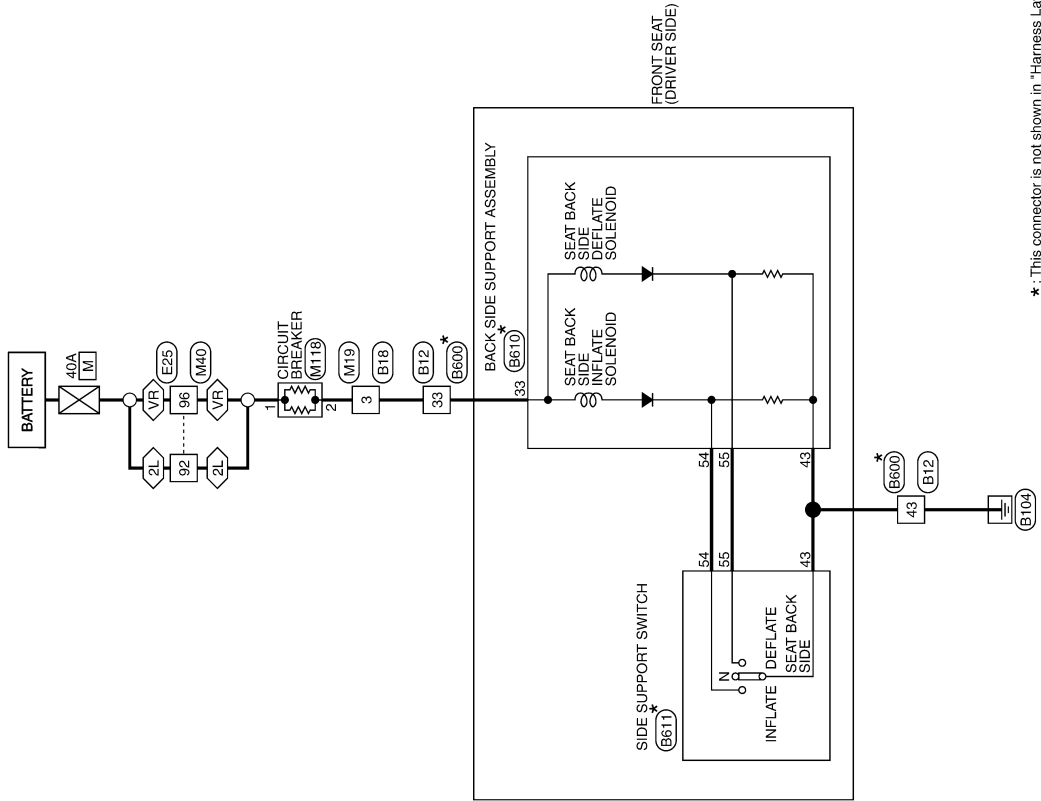 BATTERY
40A
M
VR
2L
E25
96
92
M40
VR
2L
CIRCUIT
BREAKER
M118
1
2
M19
3
B18
B12
33
B600
*
FRONT SEAT
(DRIVER SIDE)
BACK SIDE SUPPORT ASSEMBLY
B610
*
33
SEAT BACK
SIDE
INFLATE
SOLENOID
SEAT BACK
SIDE
DEFLATE
SOLENOID
54
55
43
54
55
43
SIDE SUPPORT SWITCH
B611
*
N
INFLATE
DEFLATE
SEAT BACK
SIDE
B600
*
43
B12
B104
* : This connector is not shown in "Harness La